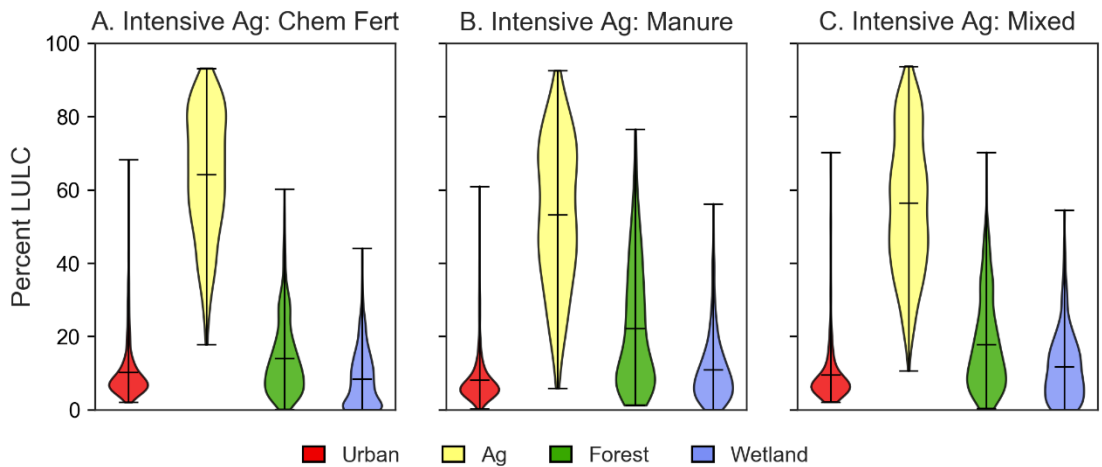 A. Intensive Ag: Chem Fert
B. Intensive Ag: Manure
C. Intensive Ag: Mixed
Percent LULC
100
80
60
40
20
0
Urban
Ag
Forest
Wetland